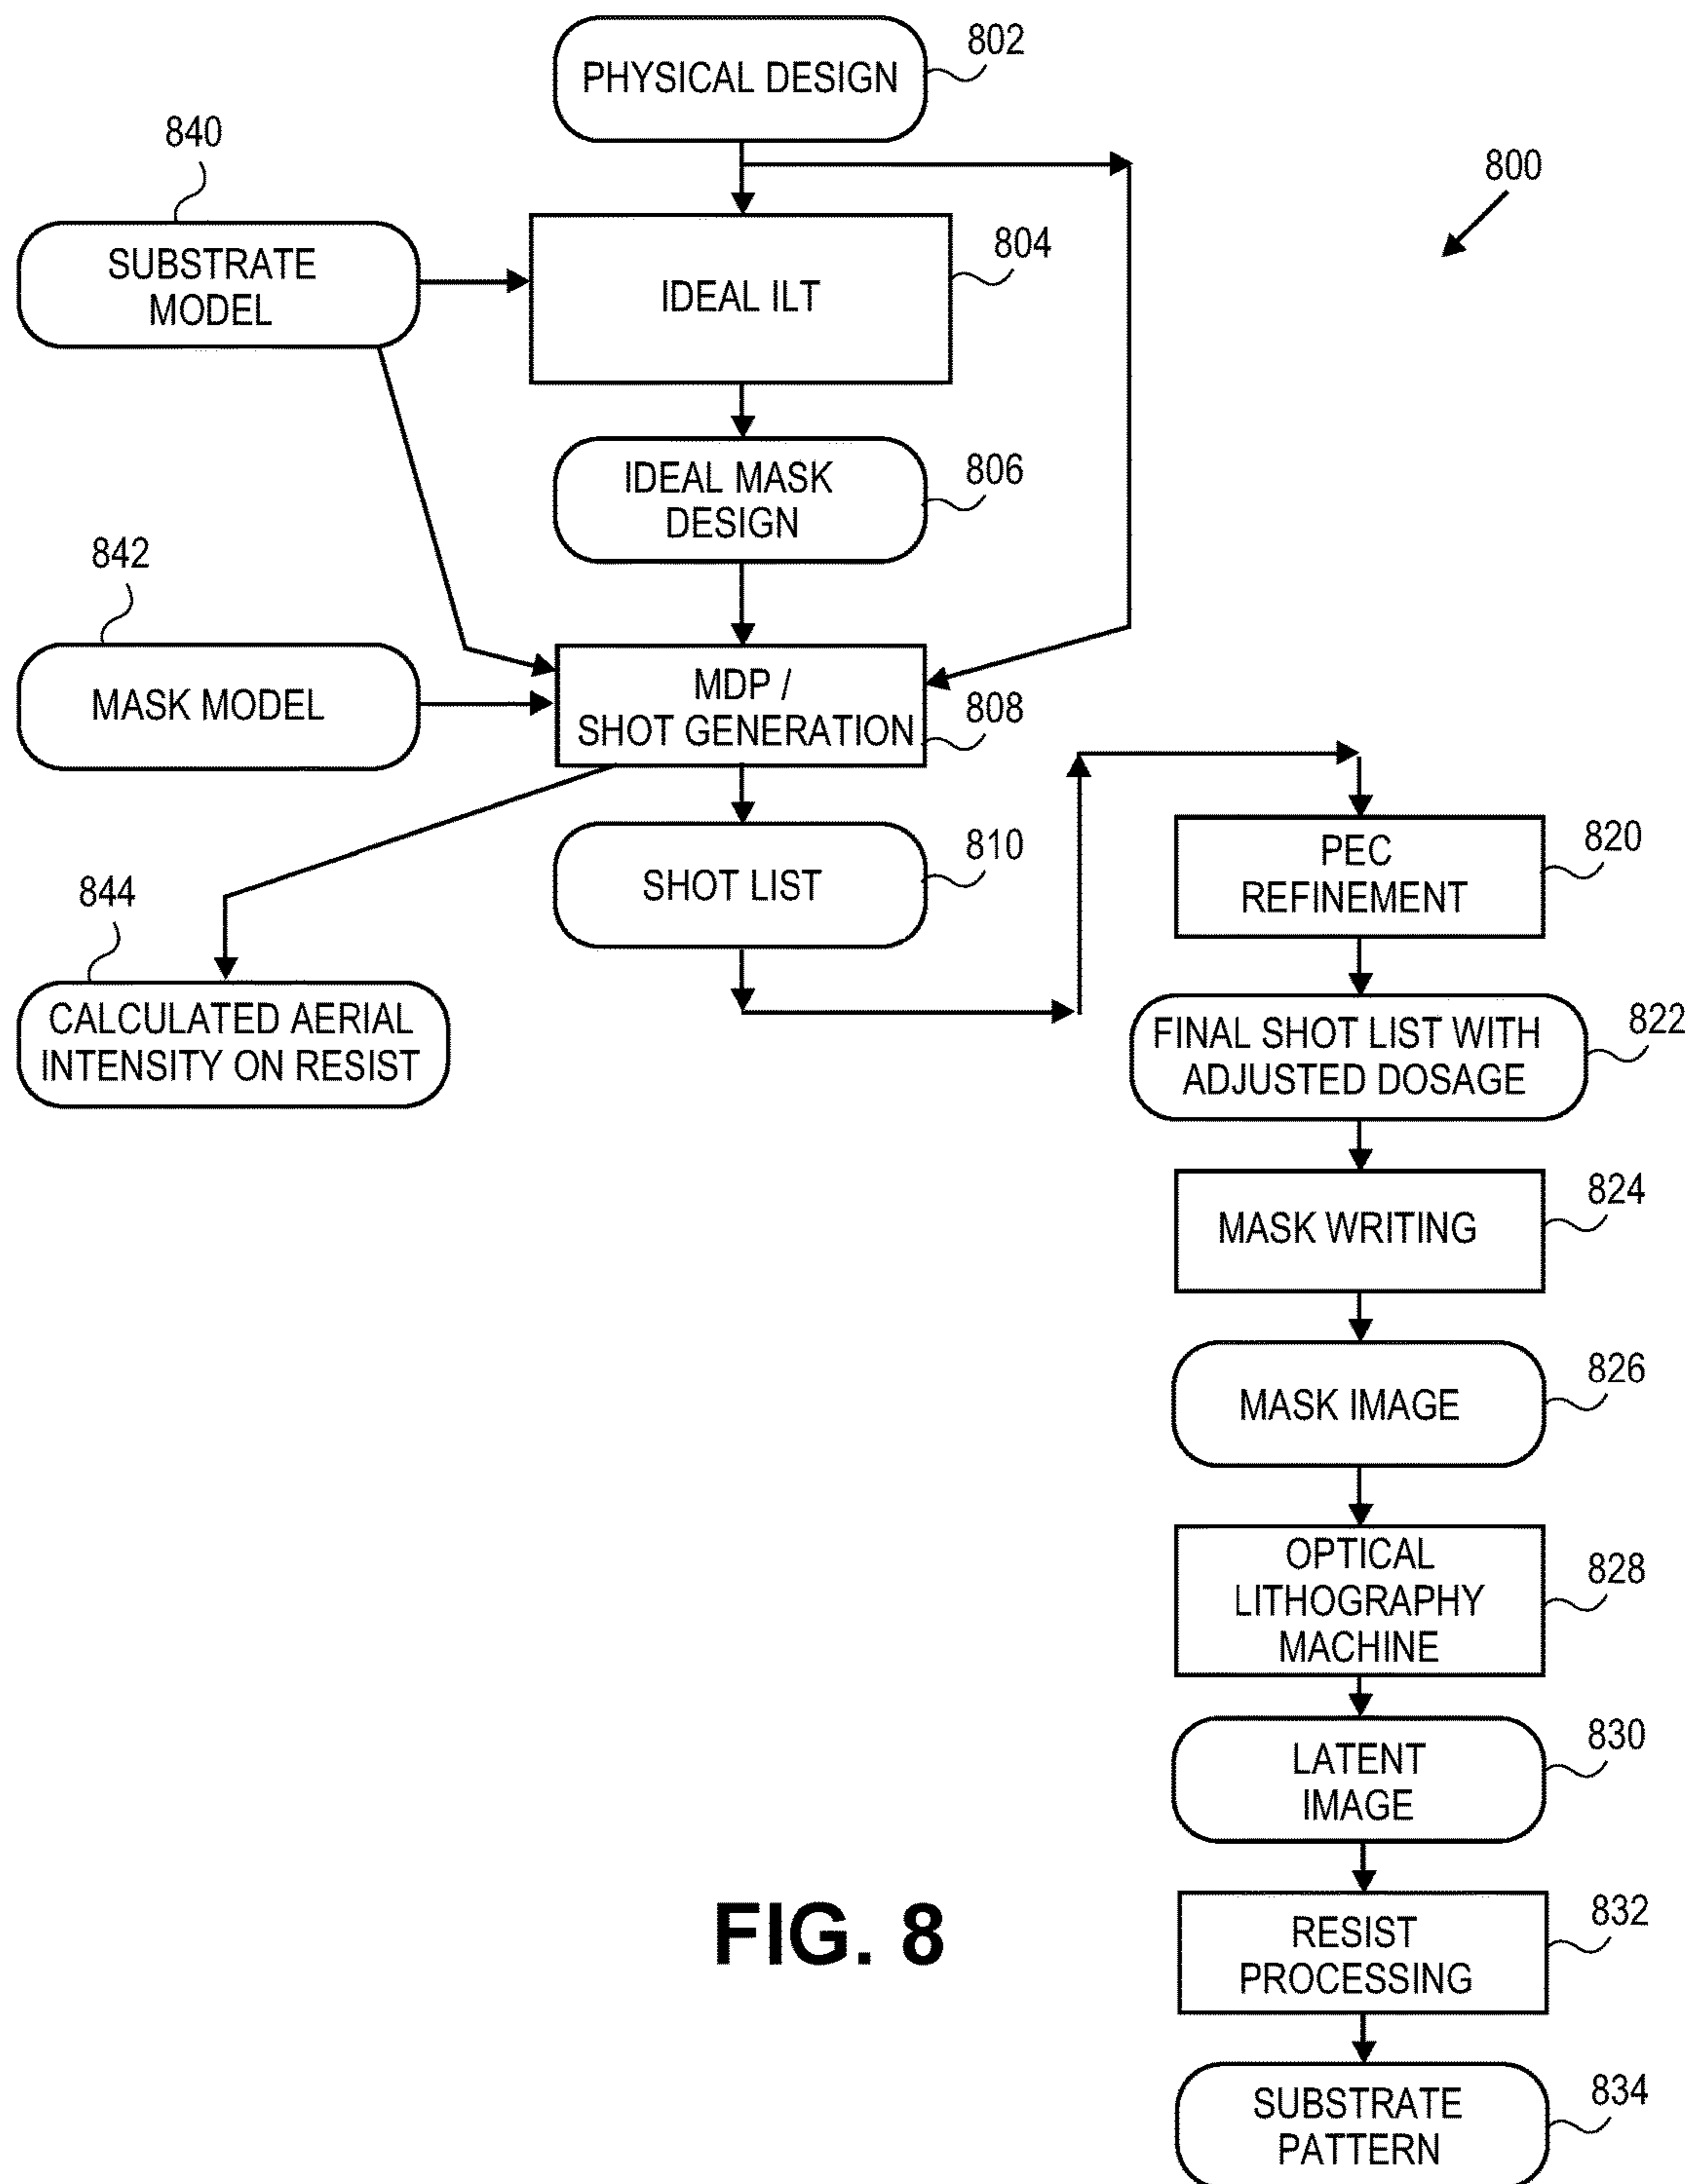 802
PHYSICAL DESIGN
840
800
SUBSTRATE
MODEL
804
IDEAL ILT
806
IDEAL MASK
DESIGN
842
MASK MODEL
MDP /
SHOT GENERATION
808
810
SHOT LIST
844
CALCULATED AERIAL
INTENSITY ON RESIST
820
PEC
REFINEMENT
822
FINAL SHOT LIST WITH
ADJUSTED DOSAGE
824
MASK WRITING
826
MASK IMAGE
828
OPTICAL
LITHOGRAPHY
MACHINE
830
LATENT
IMAGE
832
RESIST
PROCESSING
834
SUBSTRATE
PATTERN
FIG. 8